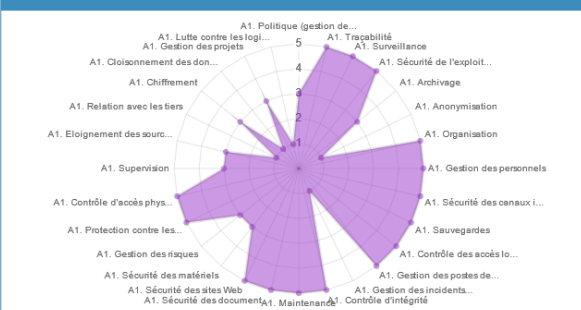 A1. Politique (gestion de...
A1. Lutte contre les logi...
A1. Traçabilité
A1. Gestion des projets
A1. Surveillance
A1. Cloisonnement des don...
A1. Sécurité de l'exploit...
A1. Chiffrement
A1. Archivage
A1. Relation avec les tiers
A1. Anonymisation
A1. Eloignement des sourc...
A1. Organisation
A1. Supervision
A1. Gestion des personnels
A1. Contrôle d'accès phys...
A1. Sécurité des canaux i...
A1. Protection contre les...
A1. Sauvegardes
A1. Gestion des risques
A1. Contrôle des accès lo...
A1. Sécurité des matériels
A1. Gestion des postes de...
A1. Sécurité des sites Web
A1. Gestion des incidents...
A1. Sécurité des document...
A1. Maintenance
A1. Contrôle d'intégrité
5
4
3
2
1